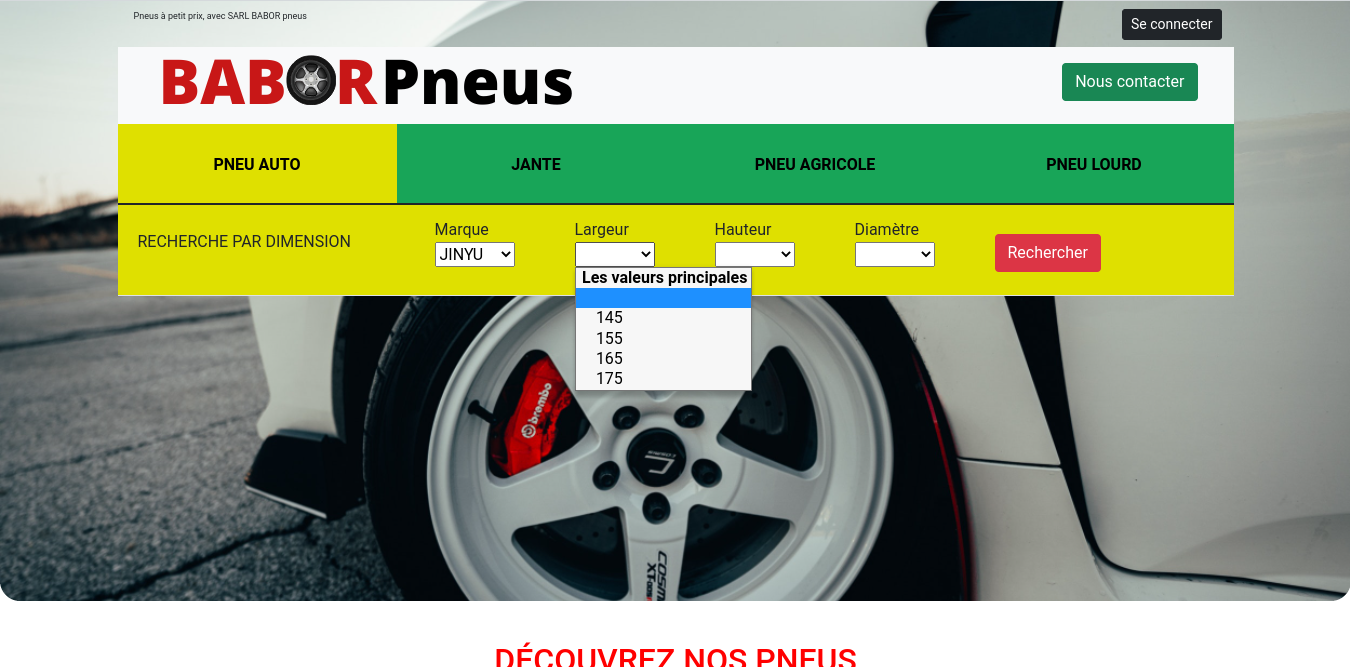 Pneus à petit prix, avec SARL BABOR pneus
Se connecter
BABOR Pneus
Nous contacter
PNEU AUTO
JANTE
PNEU AGRICOLE
PNEU LOURD
RECHERCHE PAR DIMENSION
Marque
Largeur
Hauteur
Diamètre
JINYU
Rechercher
Les valeurs principales
145
155
165
175
brembo
XT-
DÉCOUVREZ NOS PNEUS